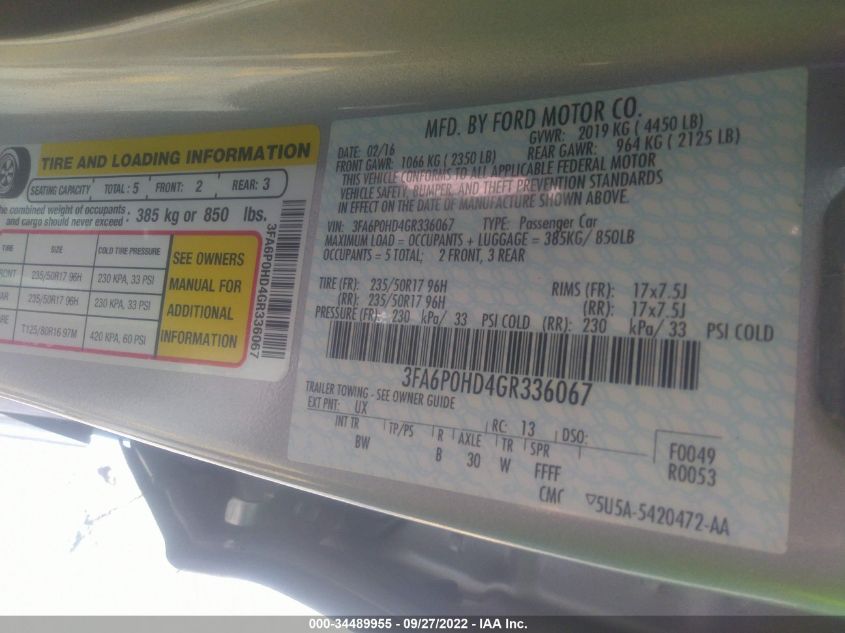 TIRE AND LOADING INFORMATION
SEATING CAPACITY TOTAL: 5 FRONT: 2 REAR: 3
The combined weight of occupants and cargo should never exceed : 385 kg or 850 lbs.
TIRE SIZE COLD TIRE PRESSURE
FRONT 235/50R17 96H 230 KPA, 33 PSI
REAR 235/50R17 96H 230 KPA, 33 PSI
SPARE T125/80R16 97M 420 KPA, 60 PSI
SEE OWNERS
MANUAL FOR
ADDITIONAL
INFORMATION
3FA6P0HD4GR336067
MFD. BY FORD MOTOR CO.
DATE: 02/16 GVWR: 2019 KG ( 4450 LB)
FRONT GAWR: 1066 KG ( 2350 LB) REAR GAWR: 964 KG ( 2125 LB)
THIS VEHICLE CONFORMS TO ALL APPLICABLE FEDERAL MOTOR
VEHICLE SAFETY, BUMPER, AND THEFT PREVENTION STANDARDS
IN EFFECT ON THE DATE OF MANUFACTURE SHOWN ABOVE.
VIN: 3FA6P0HD4GR336067 TYPE: Passenger Car
MAXIMUM LOAD = OCCUPANTS + LUGGAGE = 385KG/ 850LB
OCCUPANTS = 5 TOTAL; 2 FRONT, 3 REAR
TIRE (FR): 235/50R17 96H RIMS (FR): 17x7.5J
(RR): 235/50R17 96H (RR): 17x7.5J
PRESSURE (FR): 230 kPa/ 33 PSI COLD (RR): 230 kPa/ 33 PSI COLD
3FA6P0HD4GR336067
TRAILER TOWING - SEE OWNER GUIDE
EXT PNT: UX RC: 13 DSO:
INT TR TP/PS R AXLE TR SPR F0049
BW B 30 W FFFF R0053
CMC ▽5U5A-5420472-AA
000-34489955 - 09/27/2022 - IAA Inc.